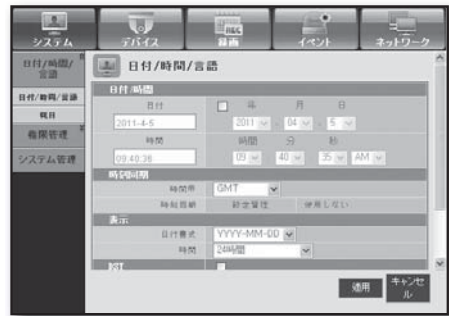 システム デバイス 録画 イベント ネットワーク
日付/時間/言語
日付/時間/言語
祝日
権限管理
システム管理
日付/時間/言語
日付/時間
日付 年 月 日
2011-4-5 2011 04 5
時間 時間 分 秒
09:40:36 09 40 35 AM
時刻同期
時間帯 GMT
時刻同期 設定管理 使用しない
表示
日付書式 YYYY-MM-DD
時間 24時間
DST
適用 キャンセル